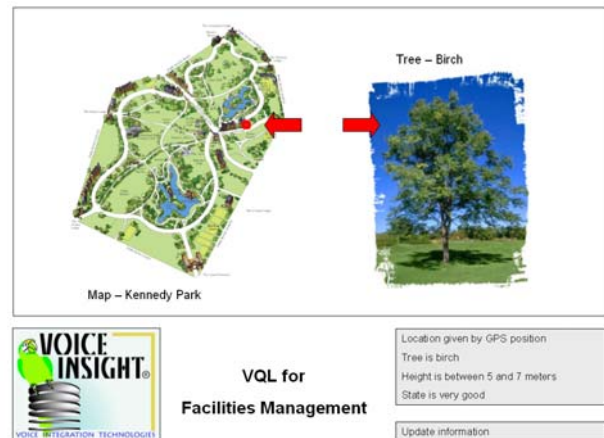 Tree – Birch
Map – Kennedy Park
VOICE
INSIGHT®
VOICE INTEGRATION TECHNOLOGIES
VQL for
Facilities Management
Location given by GPS position
Tree is birch
Height is between 5 and 7 meters
State is very good
Update information